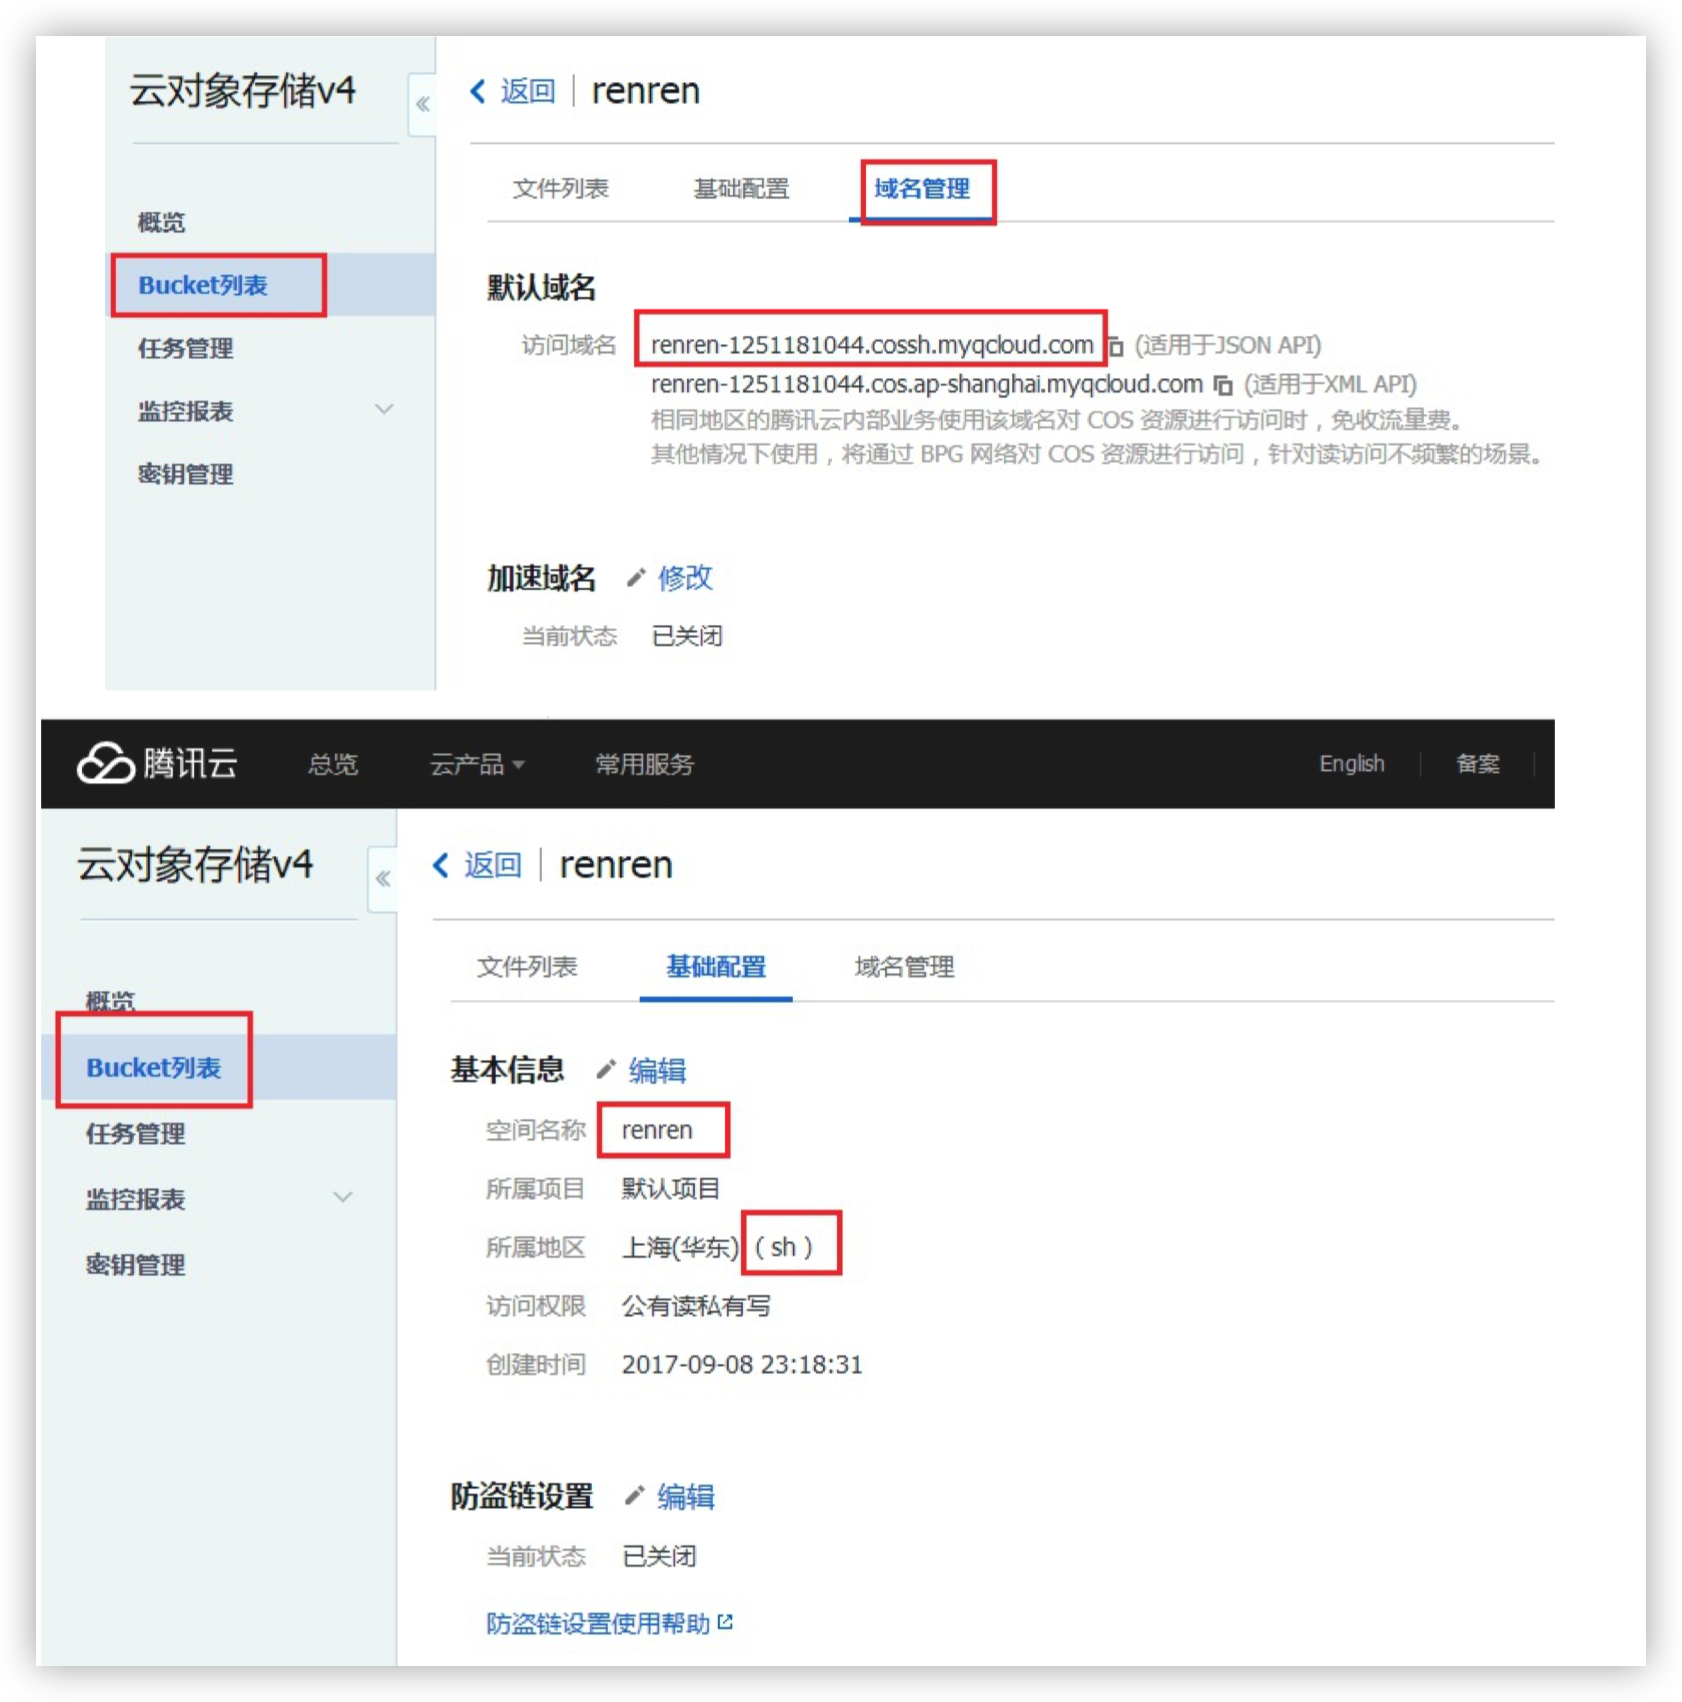 云对象存储v4
«
返回 | renren
文件列表 基础配置 域名管理
概览
Bucket列表
任务管理
监控报表
密钥管理
默认域名
访问域名 renren-1251181044.cossh.myqcloud.com (适用于JSON API)
renren-1251181044.cos.ap-shanghai.myqcloud.com (适用于XML API)
相同地区的腾讯云内部业务使用该域名对 COS 资源进行访问时，免收流量费。
其他情况下使用，将通过 BPG 网络对 COS 资源进行访问，针对读访问不频繁的场景。
加速域名 修改
当前状态 已关闭
腾讯云 总览 云产品 常用服务 English 备案
云对象存储v4
«
返回 | renren
文件列表 基础配置 域名管理
概览
Bucket列表
任务管理
监控报表
密钥管理
基本信息 编辑
空间名称 renren
所属项目 默认项目
所属地区 上海(华东)（sh）
访问权限 公有读私有写
创建时间 2017-09-08 23:18:31
防盗链设置 编辑
当前状态 已关闭
防盗链设置使用帮助